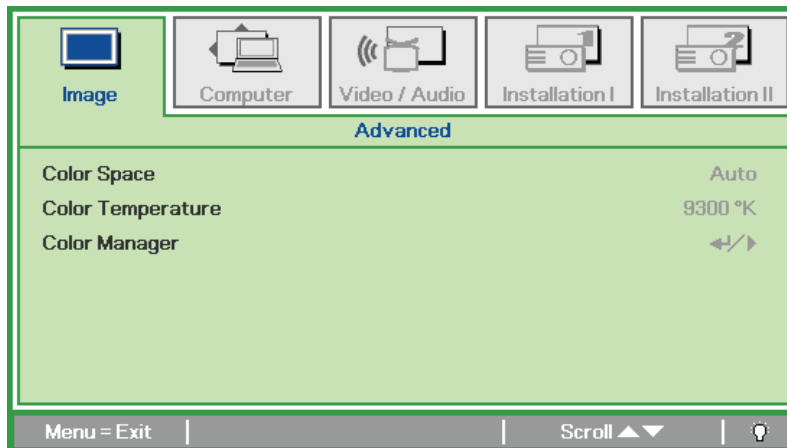 Image Computer Video / Audio Installation I Installation II
Advanced
Color Space Auto
Color Temperature 9300 °K
Color Manager
Menu = Exit Scroll